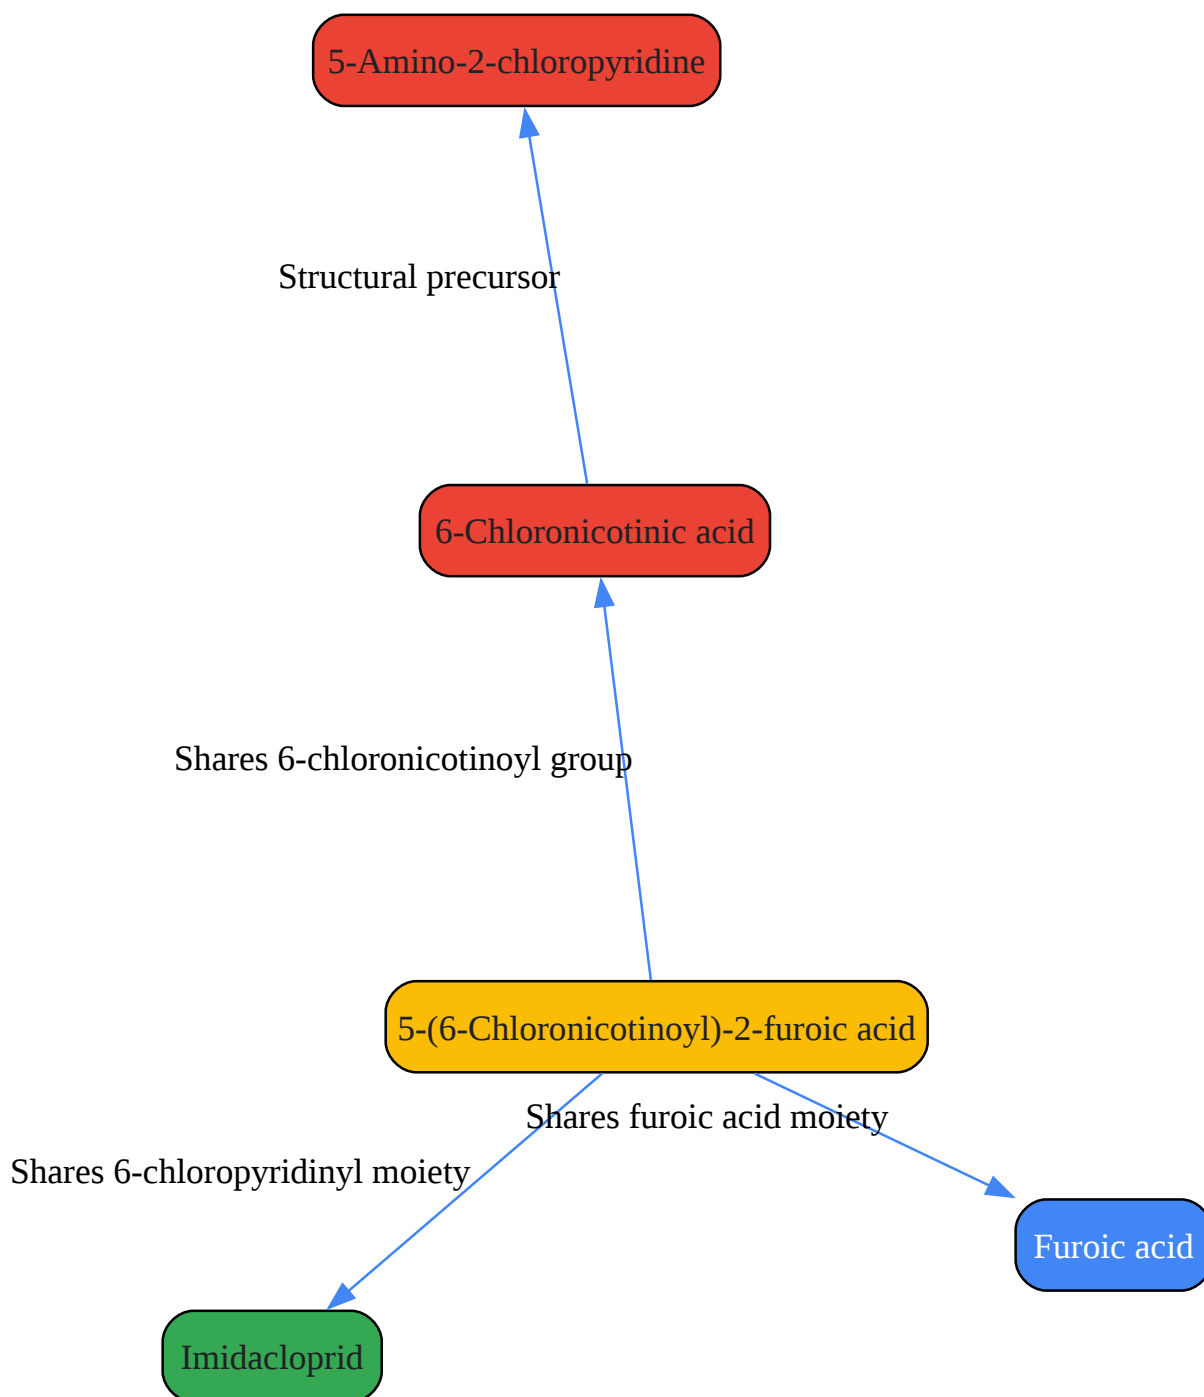 5-Amino-2-chloropyridine
Structural precursor
6-Chloronicotinic acid
Shares 6-chloronicotinoyl group
5-(6-Chloronicotinoyl)-2-furoic acid
Shares furoic acid moiety
Shares 6-chloropyridinyl moiety
Furoic acid
Imidacloprid